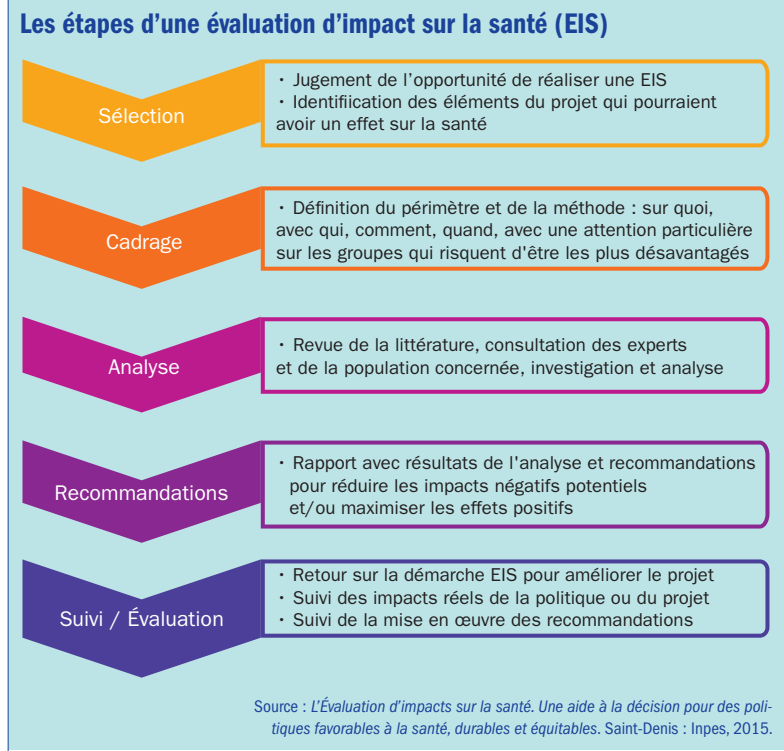 Les étapes d'une évaluation d'impact sur la santé (EIS)
Sélection
· Jugement de l'opportunité de réaliser une EIS
· Identifiication des éléments du projet qui pourraient
avoir un effet sur la santé
Cadrage
· Définition du périmètre et de la méthode : sur quoi,
avec qui, comment, quand, avec une attention particulière
sur les groupes qui risquent d'être les plus désavantagés
Analyse
· Revue de la littérature, consultation des experts
et de la population concernée, investigation et analyse
Recommandations
· Rapport avec résultats de l'analyse et recommandations
pour réduire les impacts négatifs potentiels
et/ou maximiser les effets positifs
Suivi / Évaluation
· Retour sur la démarche EIS pour améliorer le projet
· Suivi des impacts réels de la politique ou du projet
· Suivi de la mise en œuvre des recommandations
Source : L'Évaluation d'impacts sur la santé. Une aide à la décision pour des poli-
tiques favorables à la santé, durables et équitables. Saint-Denis : Inpes, 2015.